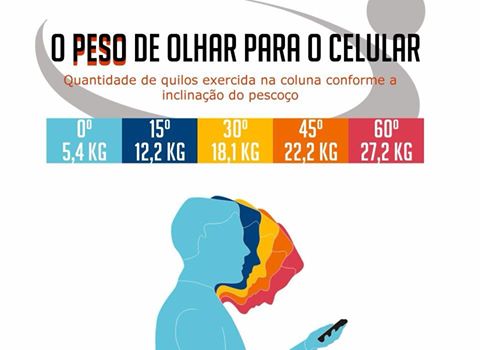 O PESO DE OLHAR PARA O CELULAR
Quantidade de quilos exercida na coluna conforme a
inclinação do pescoço
0º 15º 30º 45º 60º
5,4 KG 12,2 KG 18,1 KG 22,2 KG 27,2 KG